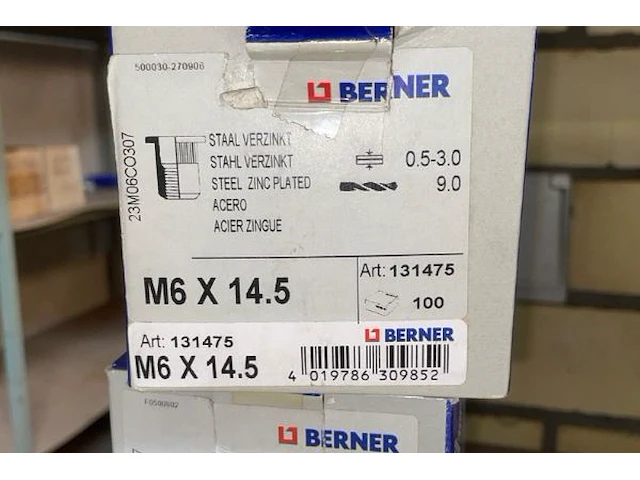 500030-270906
BERNER
23M06CO307
STAAL VERZINKT
STAHL VERZINKT 0.5-3.0
STEEL ZINC PLATED 9.0
ACERO
ACIER ZINGUE
M6 X 14.5
Art: 131475
100
Art: 131475
BERNER
M6 X 14.5
4 019786 309852
F0500602
BERNER